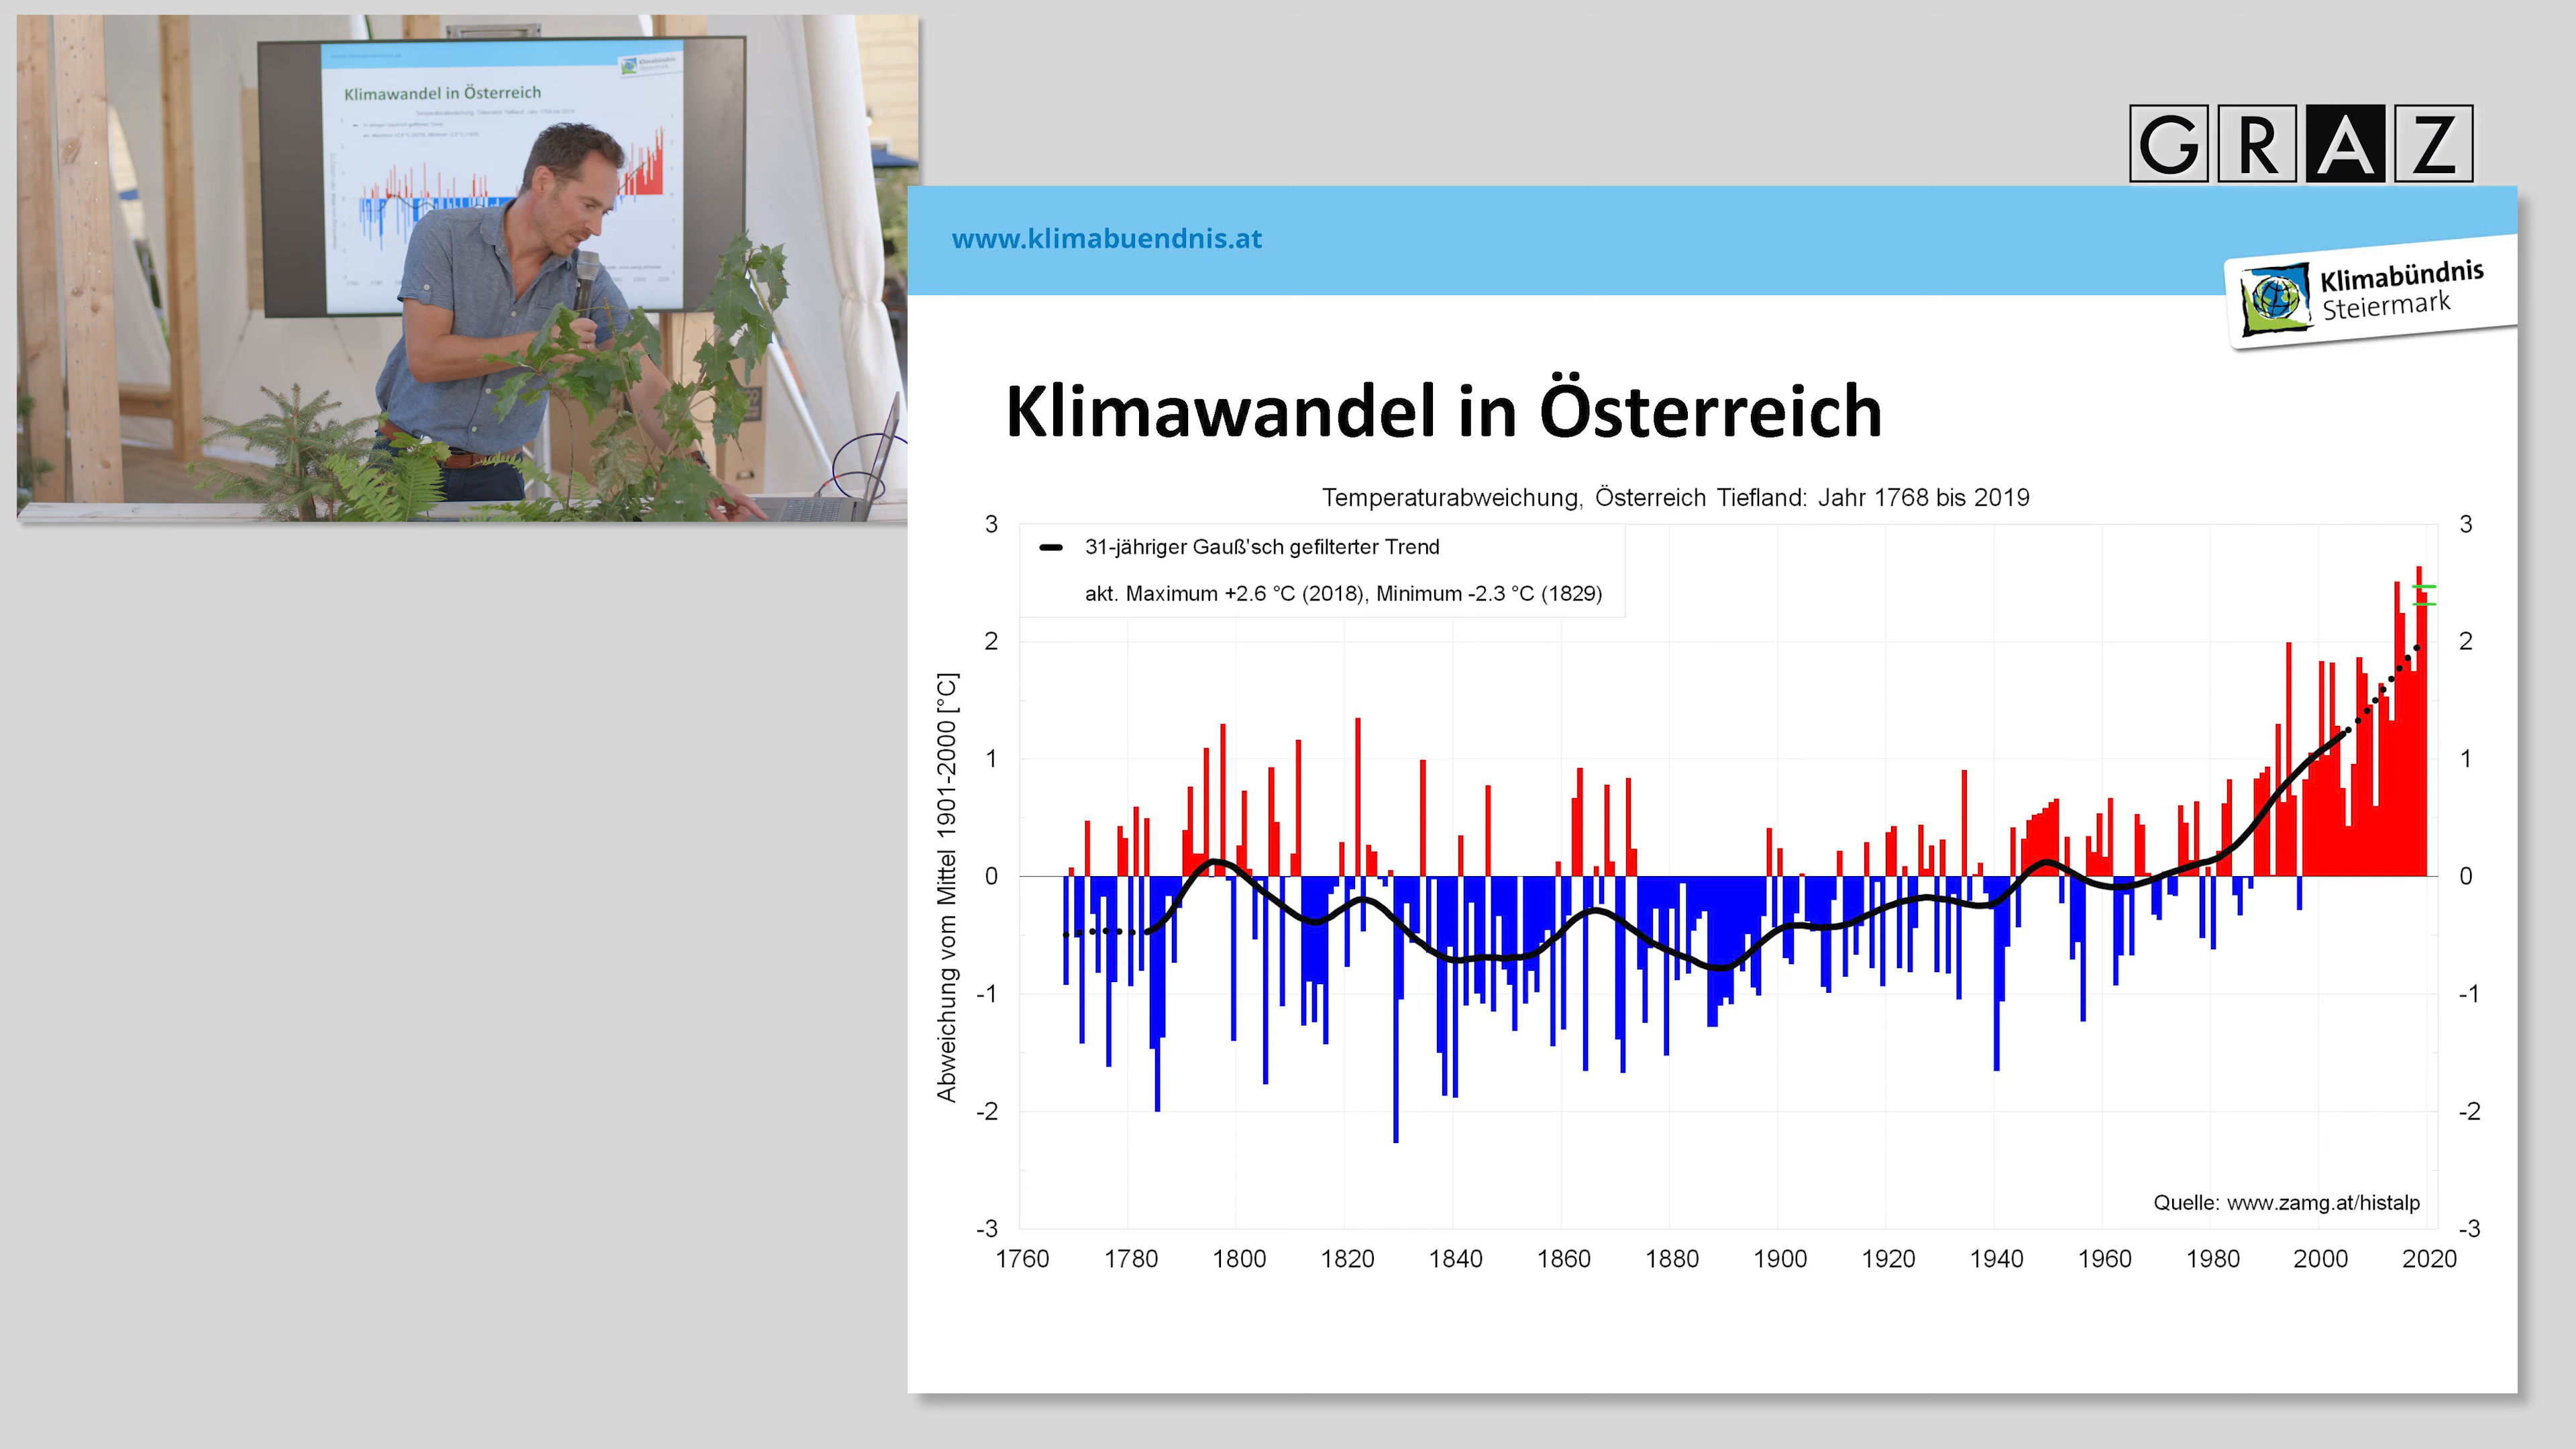 Klimabündnis
Steiermark
Klimawandel in Österreich
GRAZ
www.klimabuendnis.at
Klimabündnis
Steiermark
Klimawandel in Österreich
Temperaturabweichung, Österreich Tiefland: Jahr 1768 bis 2019
31-jähriger Gauß'sch gefilterter Trend
akt. Maximum +2.6 °C (2018), Minimum -2.3 °C (1829)
Abweichung vom Mittel 1901-2000 [°C]
3 3
2 2
1 1
0 0
-1 -1
-2 -2
-3 -3
Quelle: www.zamg.at/histalp
1760 1780 1800 1820 1840 1860 1880 1900 1920 1940 1960 1980 2000 2020